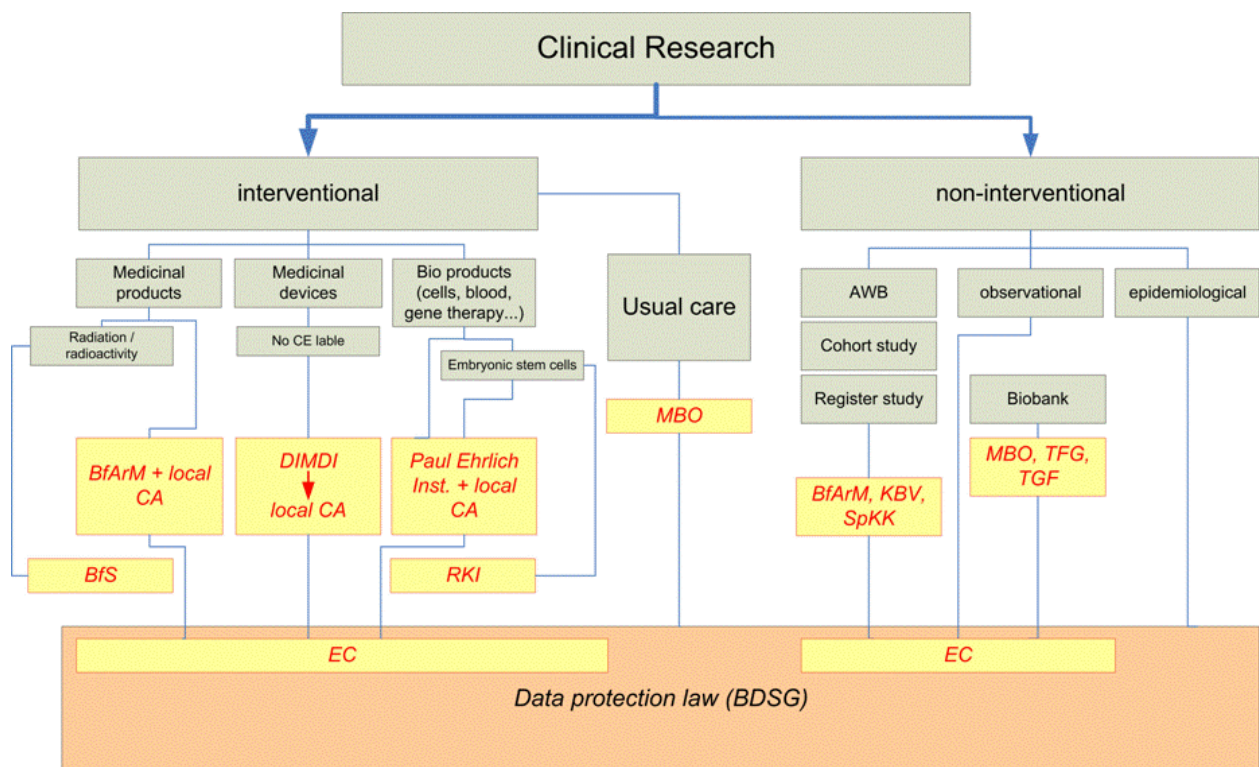 Clinical Research
interventional
non-interventional
Medicinal
products
Medicinal
devices
Bio products
(cells, blood,
gene therapy...)
Usual care
AWB
observational
epidemiological
Radiation /
radioactivity
No CE lable
Embryonic stem cells
Cohort study
Register study
Biobank
MBO
BfArM + local
CA
DIMDI
local CA
Paul Ehrlich
Inst. + local
CA
BfArM, KBV,
SpKK
MBO, TFG,
TGF
BfS
RKI
EC
EC
Data protection law (BDSG)